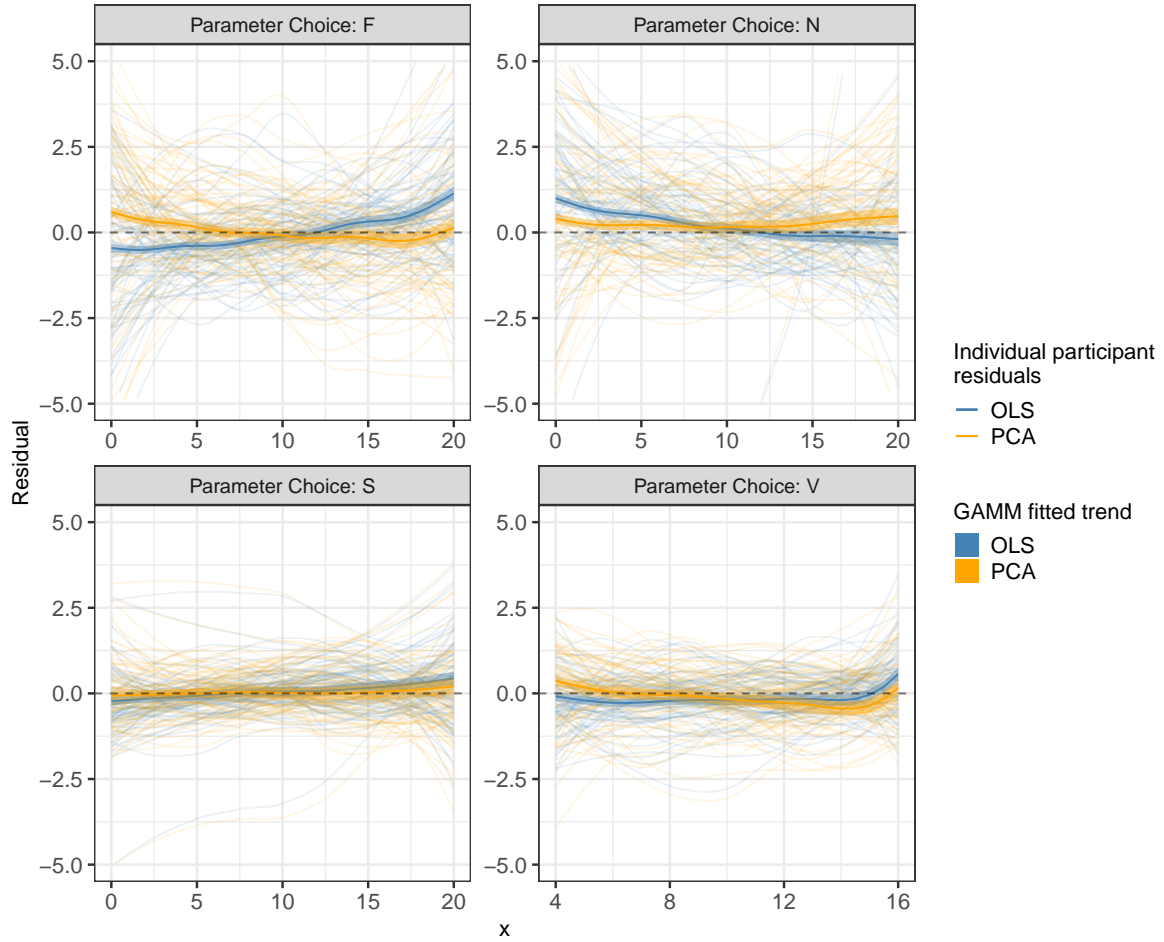 Parameter Choice: F
Parameter Choice: N
5.0
2.5
0.0
−2.5
−5.0
5.0
2.5
0.0
−2.5
−5.0
0 5 10 15 20
0 5 10 15 20
Residual
Parameter Choice: S
Parameter Choice: V
5.0
2.5
0.0
−2.5
−5.0
5.0
2.5
0.0
−2.5
−5.0
0 5 10 15 20
4 8 12 16
x
Individual participant
residuals
OLS
PCA
GAMM fitted trend
OLS
PCA